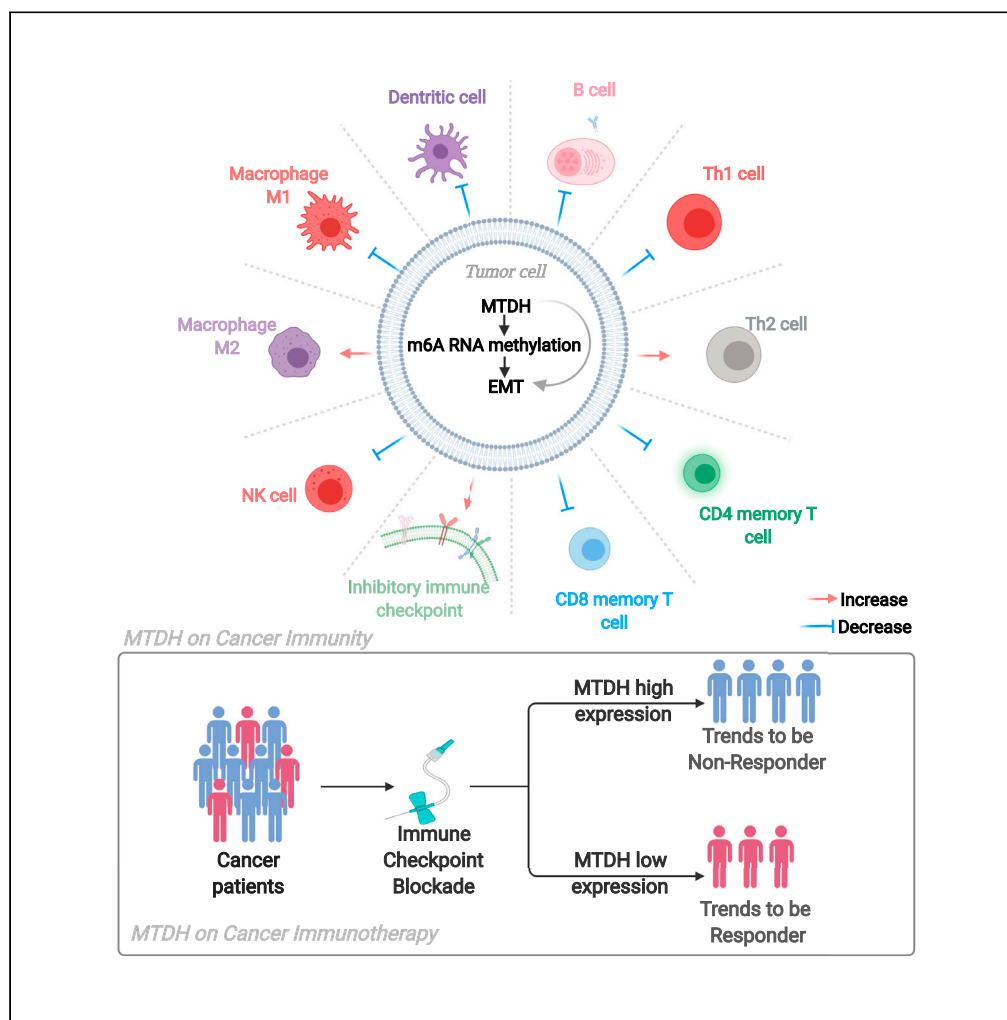 Dentritic cell
B cell
Macrophage
M1
Th1 cell
Tumor cell
MTDH
m6A RNA methylation
EMT
Macrophage
M2
Th2 cell
NK cell
CD4 memory T
cell
Inhibitory immune
checkpoint
CD8 memory T
cell
Increase
Decrease
MTDH on Cancer Immunity
MTDH high
expression
Trends to be
Non-Responder
Cancer
patients
Immune
Checkpoint
Blockade
MTDH low
expression
Trends to be
Responder
MTDH on Cancer Immunotherapy